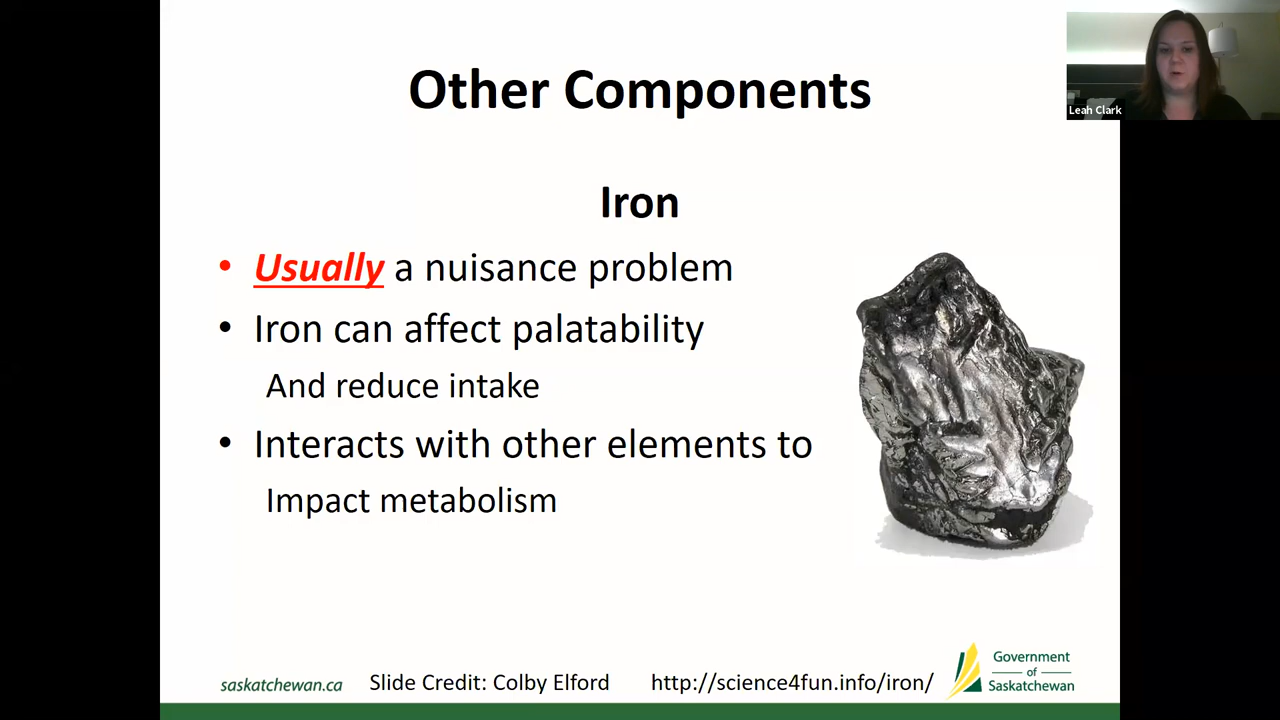 Other Components
Leah Clark
Iron
• Usually a nuisance problem
• Iron can affect palatability
And reduce intake
• Interacts with other elements to
Impact metabolism
saskatchewan.ca
Slide Credit: Colby Elford
http://science4fun.info/iron/
Government
of
Saskatchewan